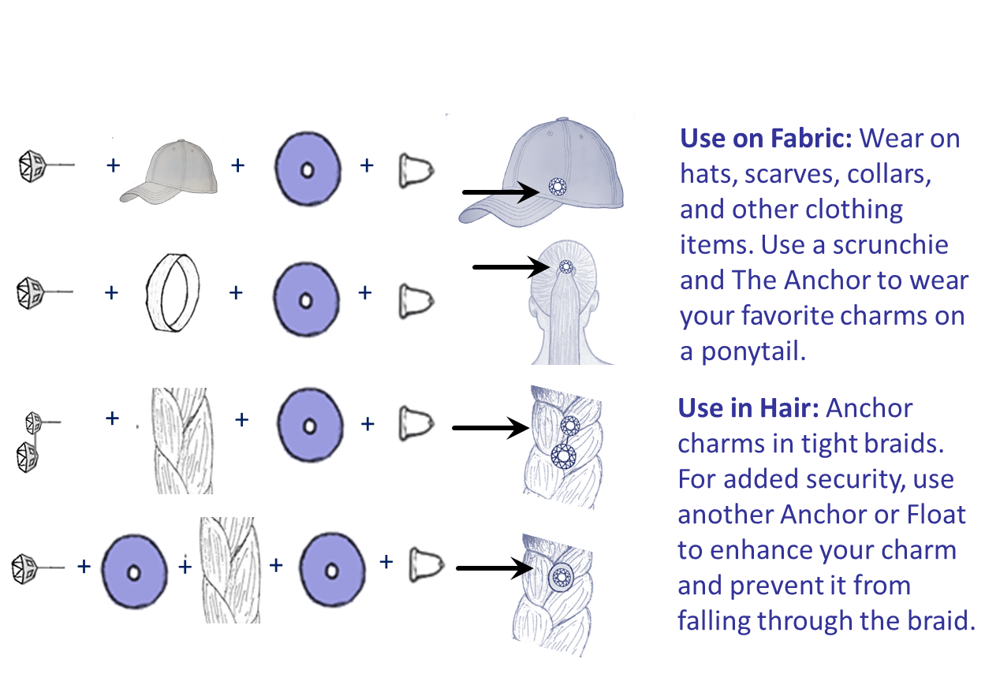 Use on Fabric: Wear on
hats, scarves, collars,
and other clothing
items. Use a scrunchie
and The Anchor to wear
your favorite charms on
a ponytail.
Use in Hair: Anchor
charms in tight braids.
For added security, use
another Anchor or Float
to enhance your charm
and prevent it from
falling through the braid.
+ + +
+ + +
+ + +
+ + + +